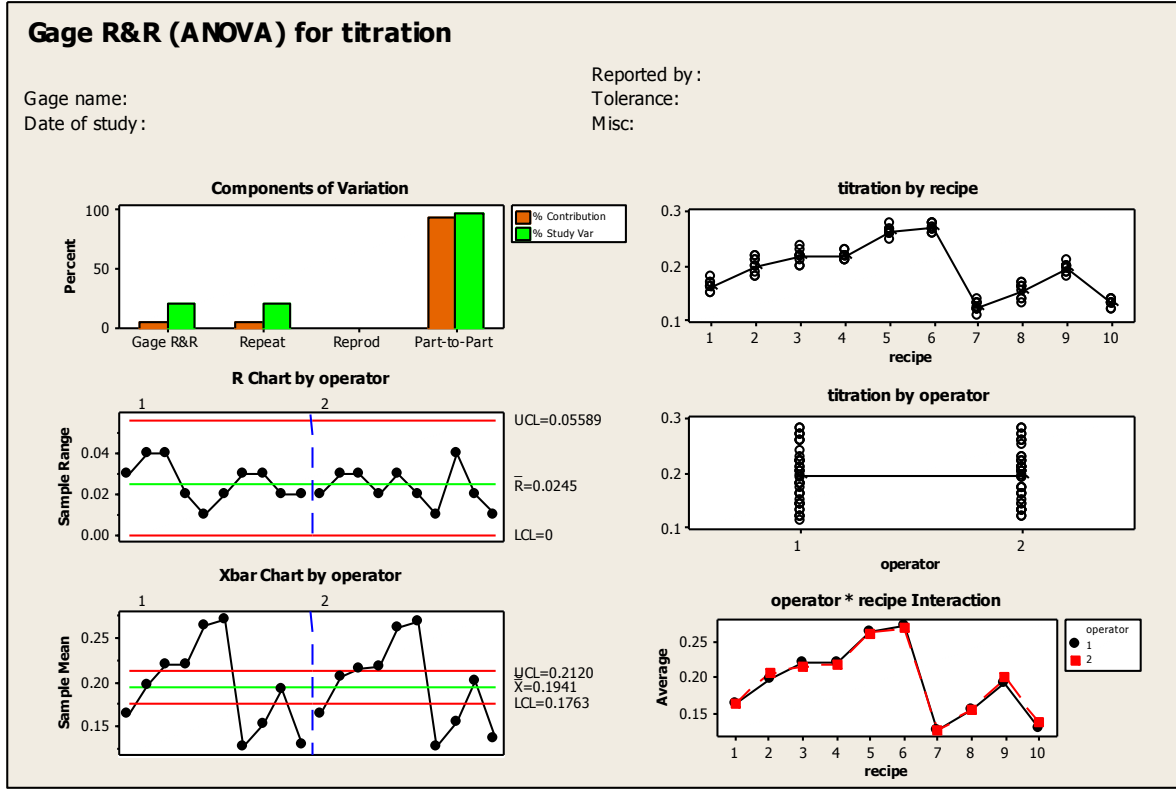 Gage R&R (ANOVA) for titration
Gage name:
Date of study:
Reported by:
Tolerance:
Misc:
Components of Variation
100
50
0
Percent
Gage R&R Repeat Reprod Part-to-Part
% Contribution
% Study Var
R Chart by operator
1 2
0.04
0.02
0.00
Sample Range
UCL=0.05589
R=0.0245
LCL=0
Xbar Chart by operator
1 2
0.25
0.20
0.15
Sample Mean
UCL=0.2120
X=0.1941
LCL=0.1763
titration by recipe
0.3
0.2
0.1
1 2 3 4 5 6 7 8 9 10
recipe
titration by operator
0.3
0.2
0.1
1 2
operator
operator * recipe Interaction
0.25
0.20
0.15
Average
1 2 3 4 5 6 7 8 9 10
recipe
operator
1
2